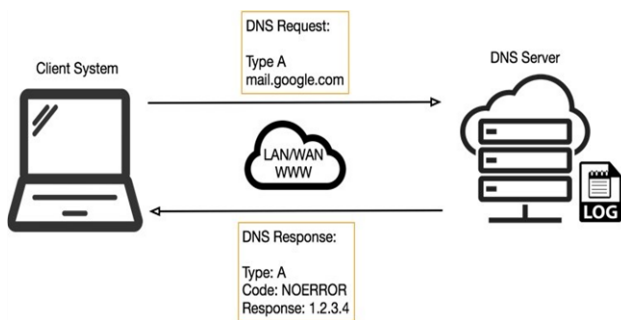 DNS Request:
Type A
mail.google.com
Client System
DNS Server
LAN/WAN
WWW
LOG
DNS Response:
Type: A
Code: NOERROR
Response: 1.2.3.4